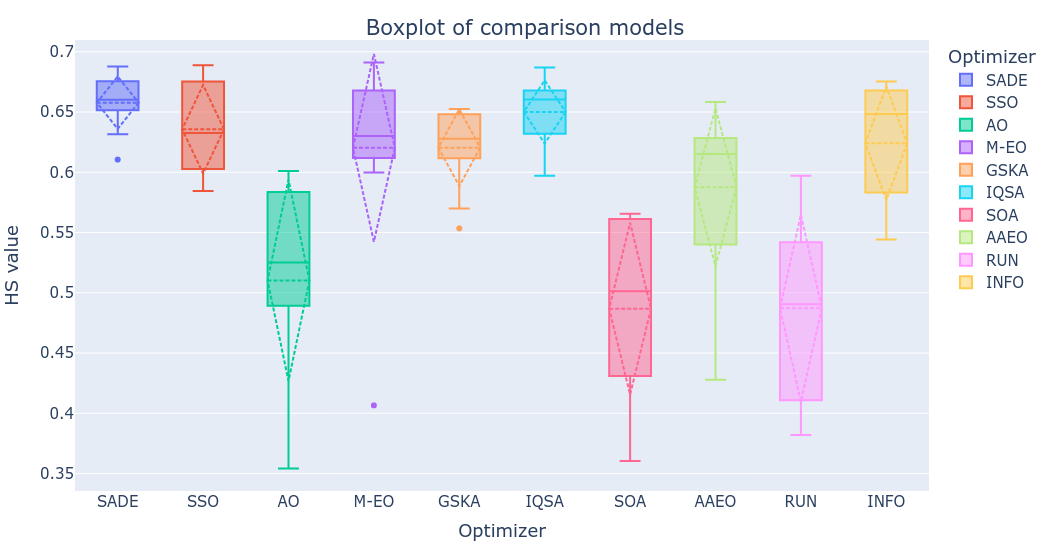 Boxplot of comparison models
HS value
0.7
0.65
0.6
0.55
0.5
0.45
0.4
0.35
SADE SSO AO M-EO GSKA IQSA SOA AAEO RUN INFO
Optimizer
Optimizer
SADE
SSO
AO
M-EO
GSKA
IQSA
SOA
AAEO
RUN
INFO